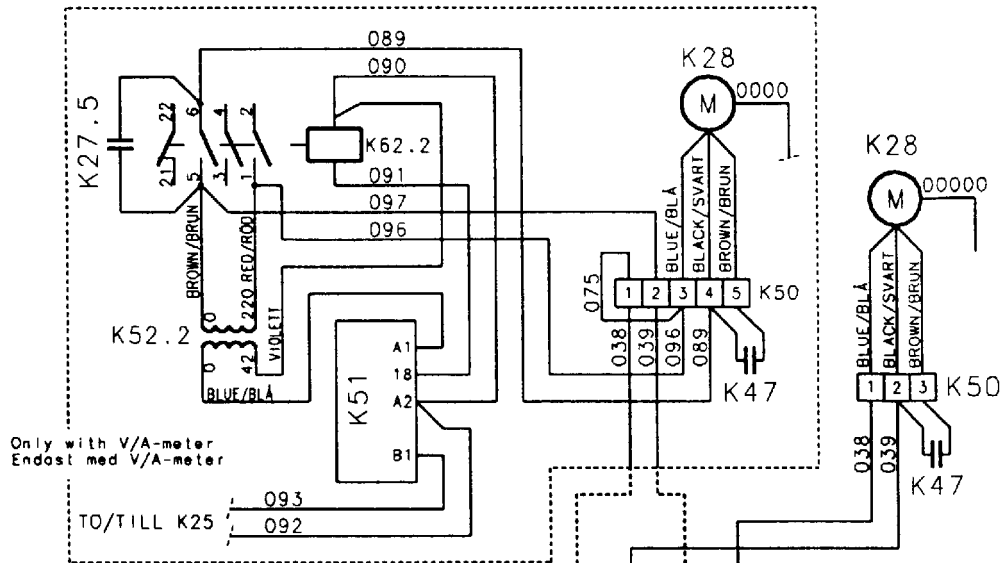 089
090
K28
0000
K27.5
22
6
4
2
K62.2
M
K28
21
5
3
1
091
00000
M
097
096
BROWN/BRUN
220 RED/RÖD
BLUE/BLÅ
BLACK/SVART
BROWN/BRUN
075
1 2 3 4 5
K50
BLUE/BLÅ
BLACK/SVART
BROWN/BRUN
0
K52.2
VIOLETT
038
039
096
089
A1
0
42
18
K47
1 2 3
K50
BLUE/BLÅ
K51
A2
Only with V/A-meter
Endast med V/A-meter
B1
038
039
K47
093
TO/TILL K25
092